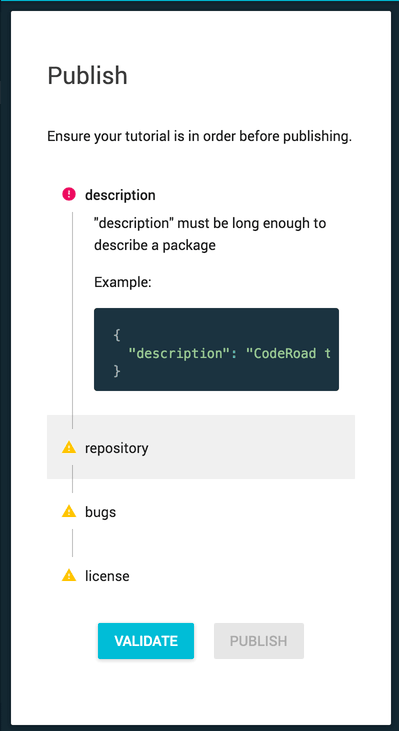 Publish
Ensure your tutorial is in order before publishing.
description
"description" must be long enough to
describe a package
Example:
{
"description": "CodeRoad t
}
repository
bugs
license
VALIDATE
PUBLISH